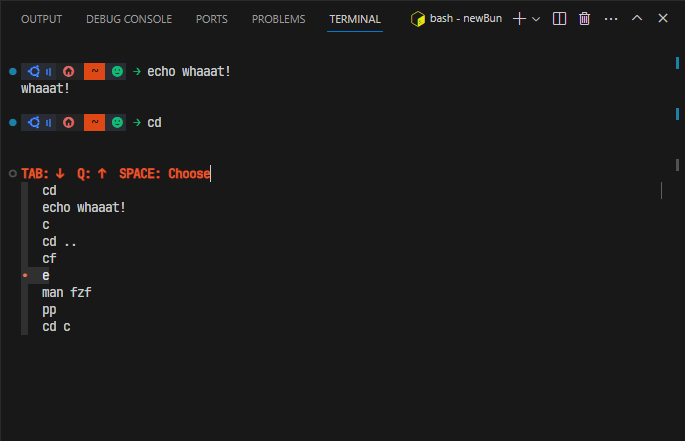 OUTPUT DEBUG CONSOLE PORTS PROBLEMS TERMINAL bash - newBun
~ → echo whaaat!
whaaat!
~ → cd
TAB: ↓ Q: ↑ SPACE: Choose
cd
echo whaaat!
c
cd ..
cf
e
man fzf
pp
cd c